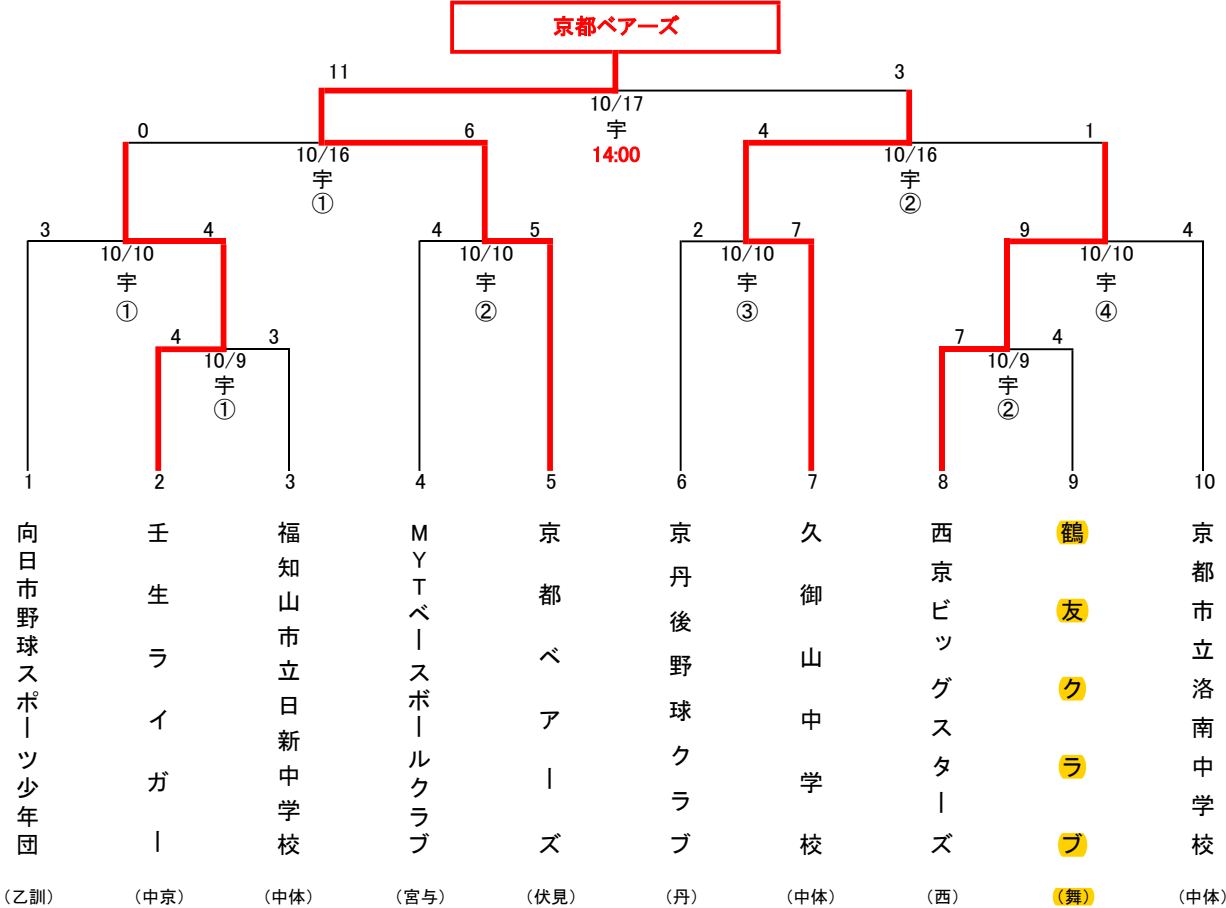 京都ベアーズ
11 3
10/17
宇
14:00
0 6 4 1
10/16 10/16
宇 宇
① ②
3 4 4 5 2 7 9 4
10/10 10/10 10/10 10/10
宇 宇 宇 宇
① ② ③ ④
4 3 7 4
10/9 10/9
宇 宇
① ②
1 2 3 4 5 6 7 8 9 10
向日市野球スポーツ少年団
壬生ライガー
福知山市立日新中学校
MYTベースボールクラブ
京都ベアーズ
京丹後野球クラブ
久御山中学校
西京ビッグスターズ
鶴友クラブ
京都市立洛南中学校
（乙訓） （中京） （中体） （宮与） （伏見） （丹） （中体） （西） （舞） （中体）